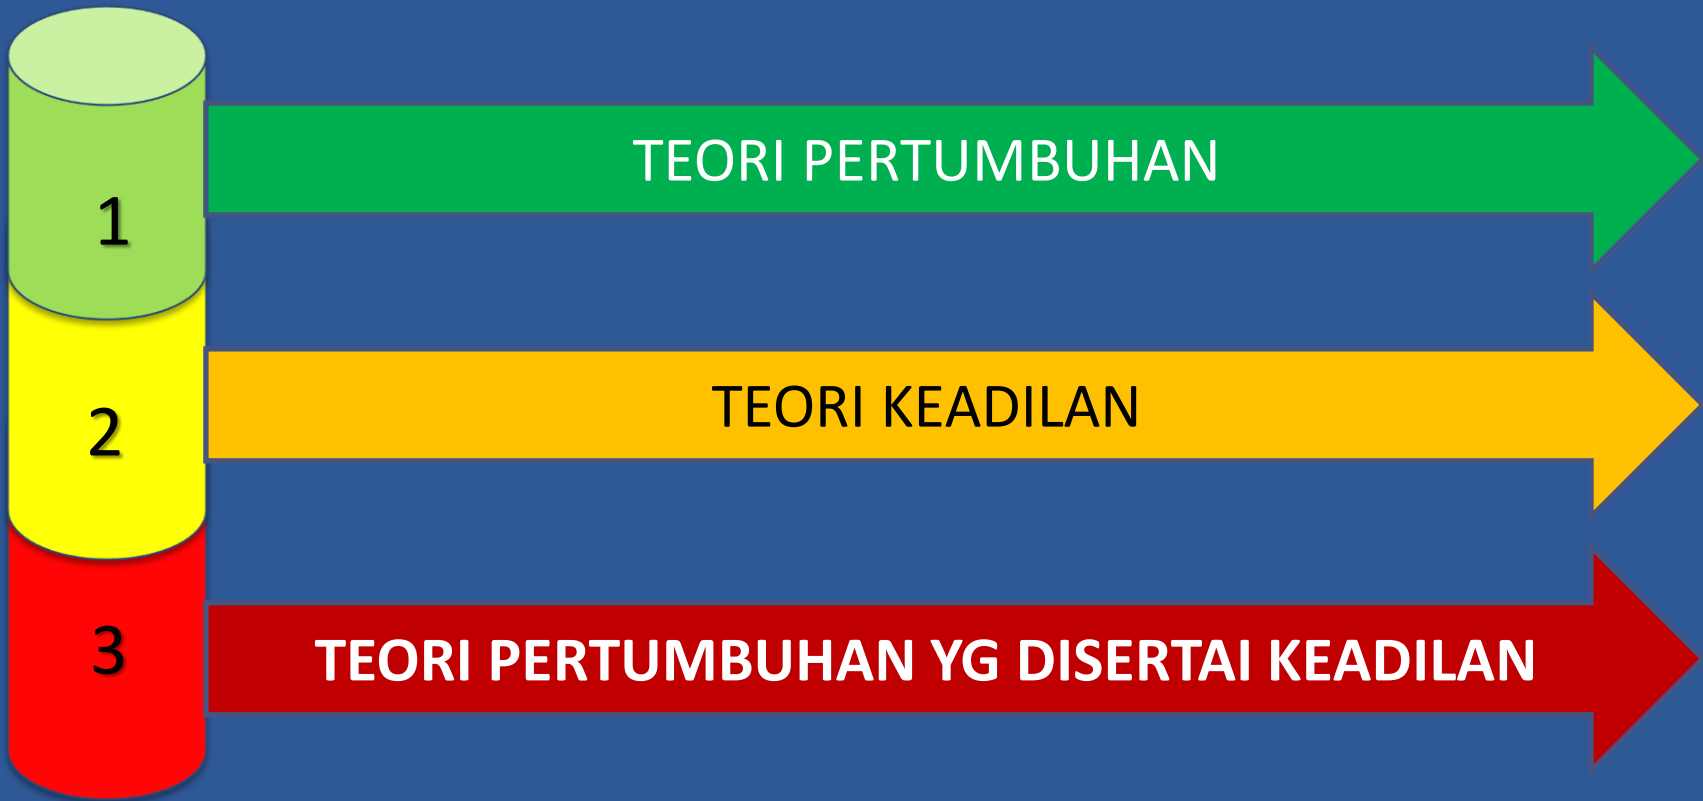 1
TEORI PERTUMBUHAN
2
TEORI KEADILAN
3
TEORI PERTUMBUHAN YG DISERTAI KEADILAN